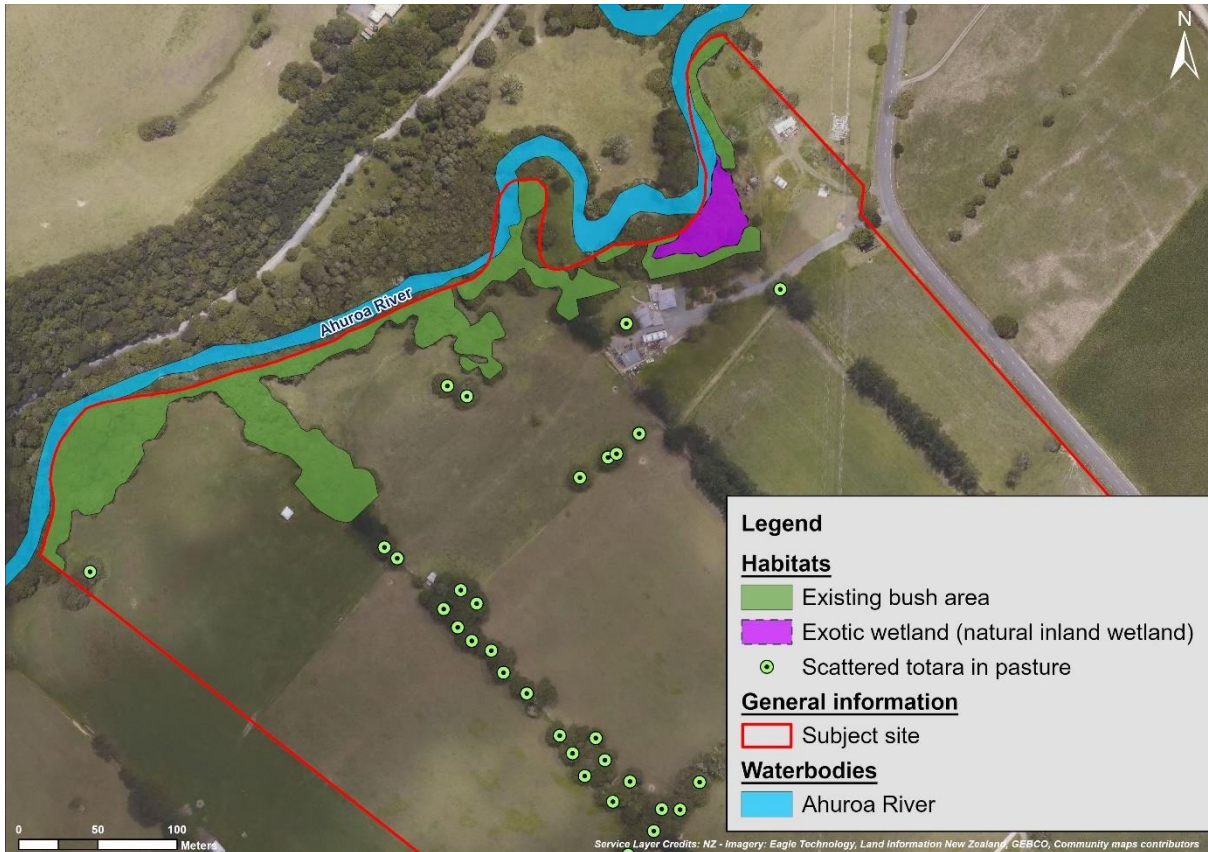 N
Ahuroa River
Legend
Habitats
Existing bush area
Exotic wetland (natural inland wetland)
Scattered totara in pasture
General information
Subject site
Waterbodies
Ahuroa River
0 50 100
Meters
Service Layer Credits: NZ - Imagery: Eagle Technology, Land Information New Zealand, GEBCO, Community maps contributors